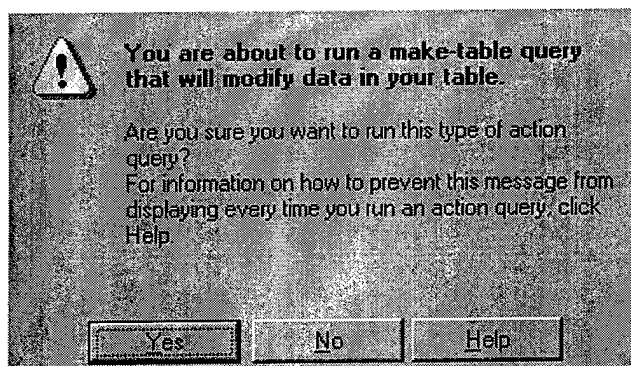 You are about to run a make-table query
that will modify data in your table.
Are you sure you want to run this type of action
query?
For information on how to prevent this message from
displaying every time you run an action query, click
Help.
Yes No Help